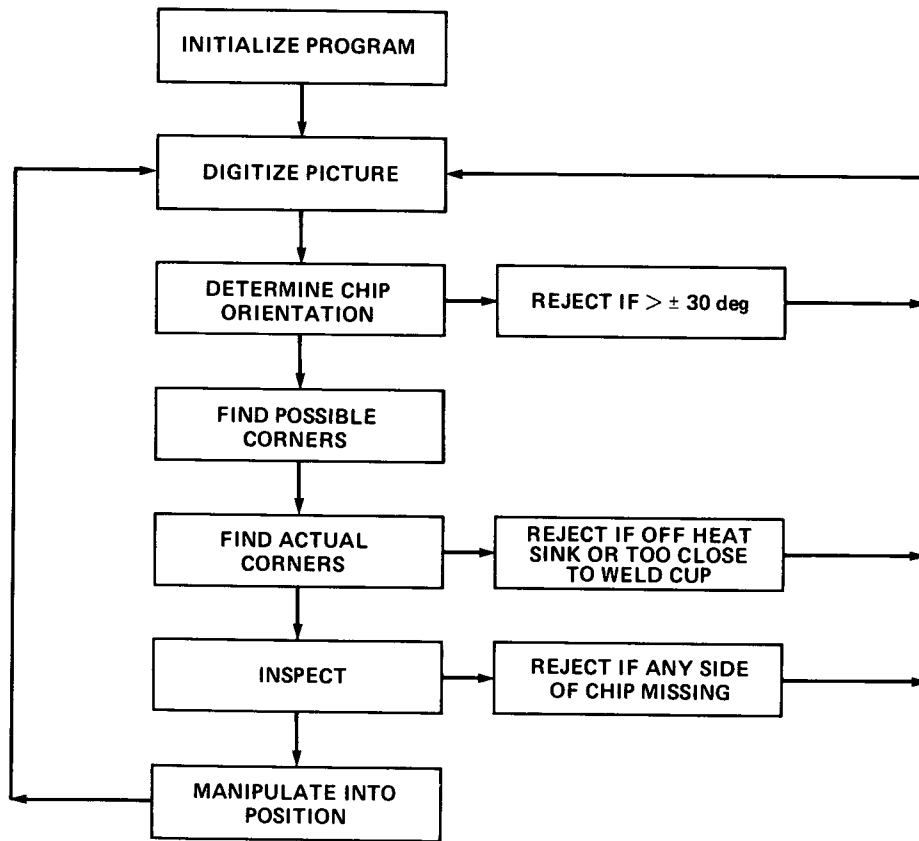 INITIALIZE PROGRAM
DIGITIZE PICTURE
DETERMINE CHIP
ORIENTATION
REJECT IF > ± 30 deg
FIND POSSIBLE
CORNERS
FIND ACTUAL
CORNERS
REJECT IF OFF HEAT
SINK OR TOO CLOSE
TO WELD CUP
INSPECT
REJECT IF ANY SIDE
OF CHIP MISSING
MANIPULATE INTO
POSITION